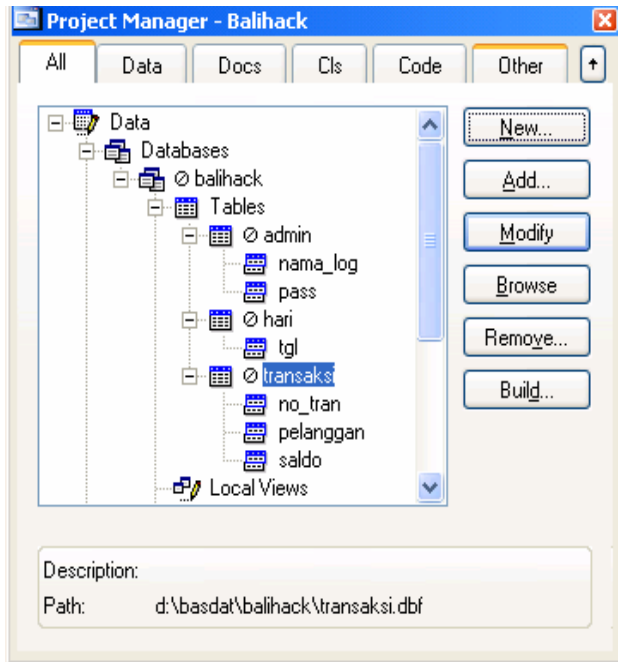 Project Manager - Balihack
All Data Docs Cls Code Other
Data
Databases
balihack
Tables
admin
nama_log
pass
hari
tgl
transaksi
no_tran
pelanggan
saldo
Local Views
New...
Add...
Modify
Browse
Remove...
Build...
Description:
Path: d:\basdat\balihack\transaksi.dbf